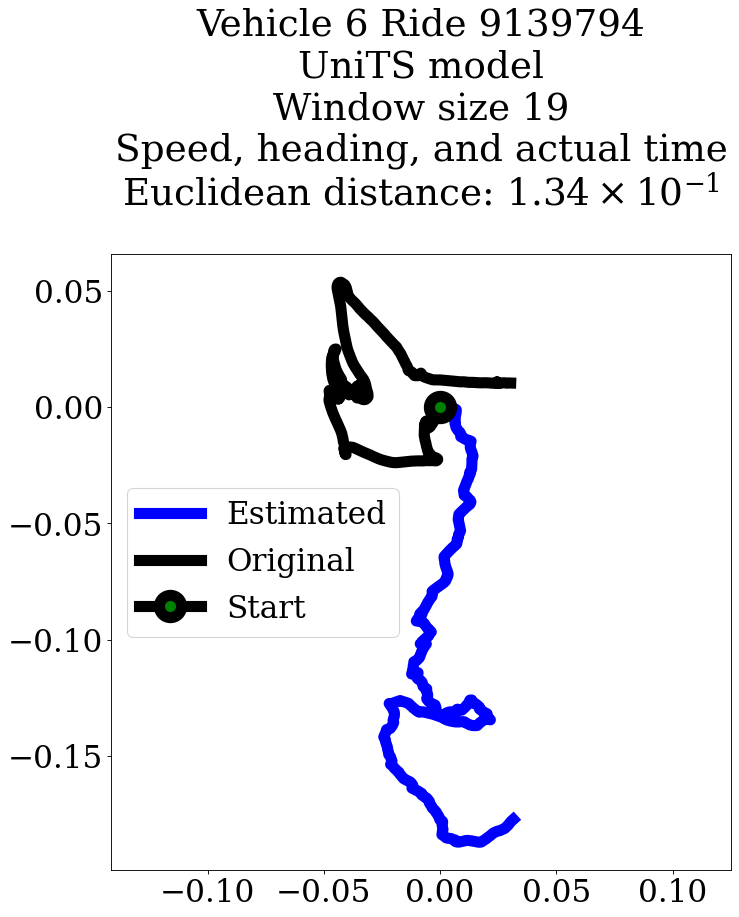 Vehicle 6 Ride 9139794
UniTS model
Window size 19
Speed, heading, and actual time
Euclidean distance: 1.34 × 10⁻¹
0.05
0.00
−0.05
−0.10
−0.15
Estimated
Original
Start
−0.10 −0.05 0.00 0.05 0.10